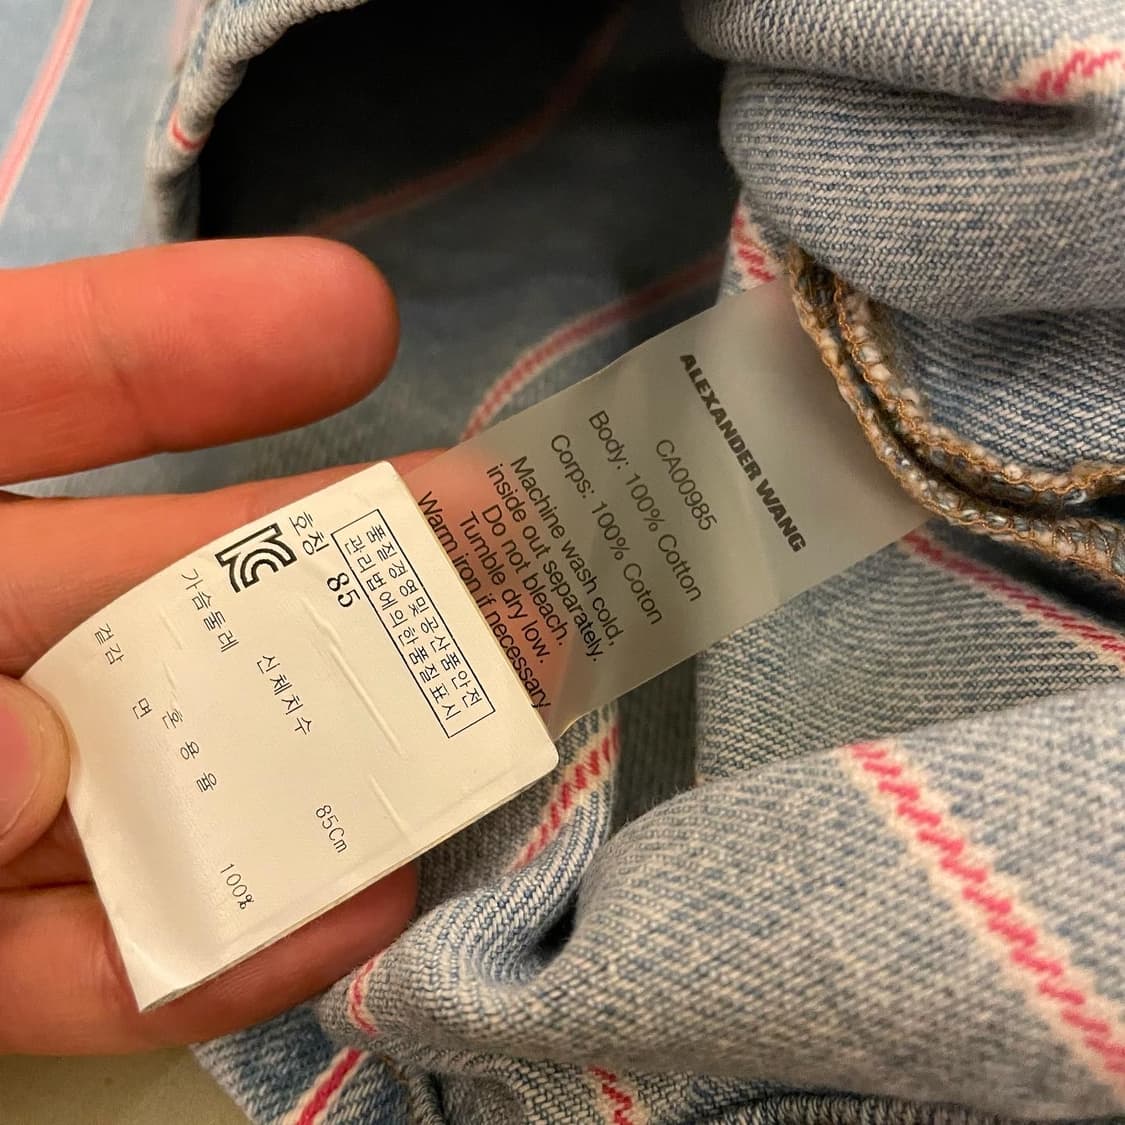 ALEXANDER WANG
CA00985
Body: 100% Cotton
Corps: 100% Coton
Machine wash cold,
inside out separately.
Do not bleach.
Tumble dry low.
Warm iron if necessary
품질경영및공산품안전
관리법에의한품질표시
호칭 85
신체치수
가슴둘레 85Cm
혼용율
겉감 면 100%